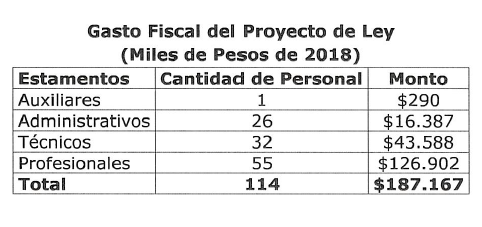 Gasto Fiscal del Proyecto de Ley
(Miles de Pesos de 2018)
Estamentos Cantidad de Personal Monto
Auxiliares 1 $290
Administrativos 26 $16.387
Técnicos 32 $43.588
Profesionales 55 $126.902
Total 114 $187.167